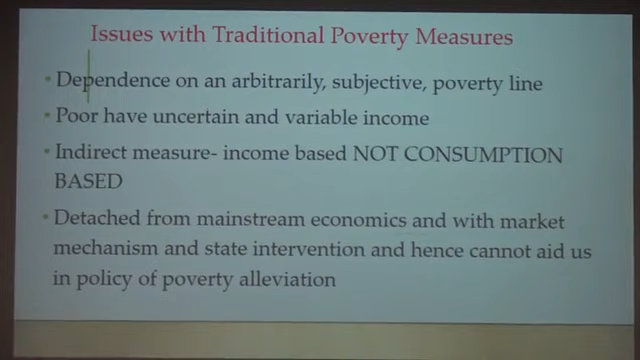 Issues with Traditional Poverty Measures
Dependence on an arbitrarily, subjective, poverty line
Poor have uncertain and variable income
Indirect measure- income based NOT CONSUMPTION
BASED
Detached from mainstream economics and with market
mechanism and state intervention and hence cannot aid us
in policy of poverty alleviation